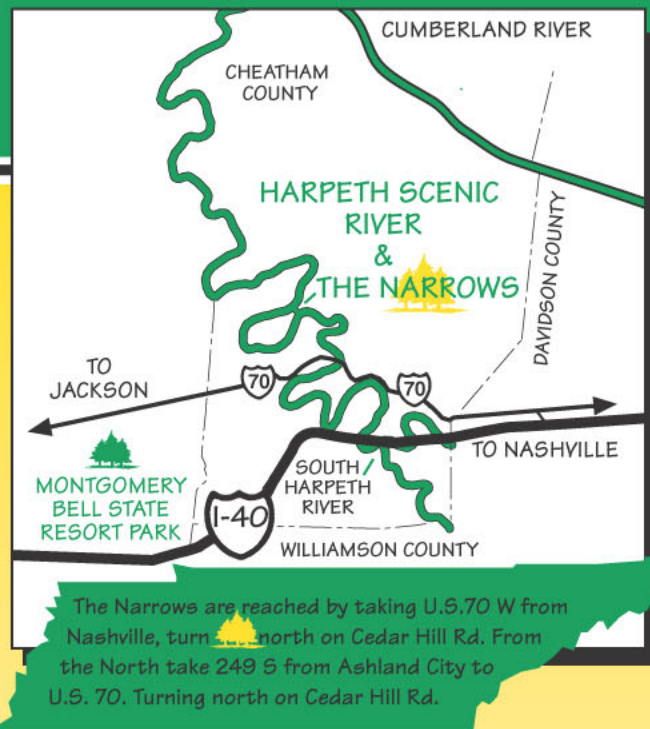 CUMBERLAND RIVER
CHEATHAM
COUNTY
HARPETH SCENIC
RIVER
&
THE NARROWS
DAVIDSON COUNTY
TO
JACKSON
70
70
TO NASHVILLE
MONTGOMERY
BELL STATE
RESORT PARK
SOUTH
HARPETH
RIVER
I-40
WILLIAMSON COUNTY
The Narrows are reached by taking U.S.70 W from
Nashville, turn north on Cedar Hill Rd. From
the North take 249 S from Ashland City to
U.S. 70. Turning north on Cedar Hill Rd.